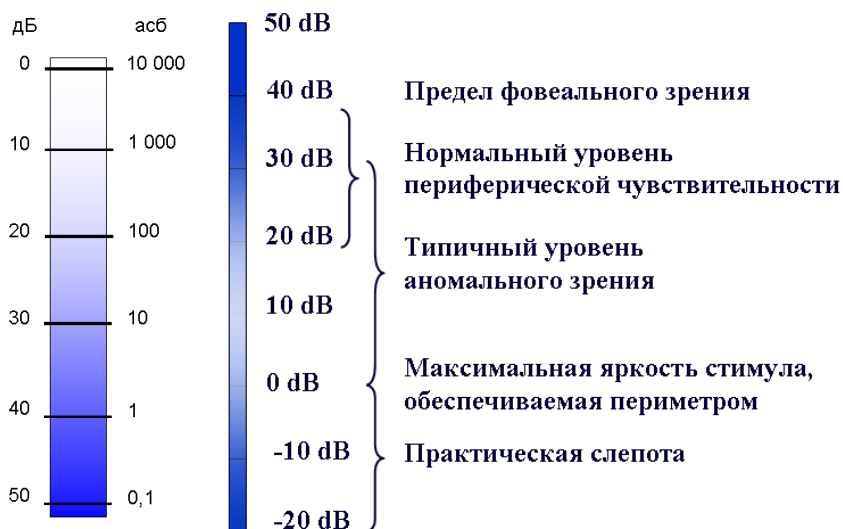 дБ асб
0 10 000
10 1 000
20 100
30 10
40 1
50 0,1
50 dB
40 dB Предел фовеального зрения
30 dB Нормальный уровень
периферической чувствительности
20 dB Типичный уровень
аномального зрения
10 dB
0 dB Максимальная яркость стимула,
обеспечиваемая периметром
-10 dB Практическая слепота
-20 dB